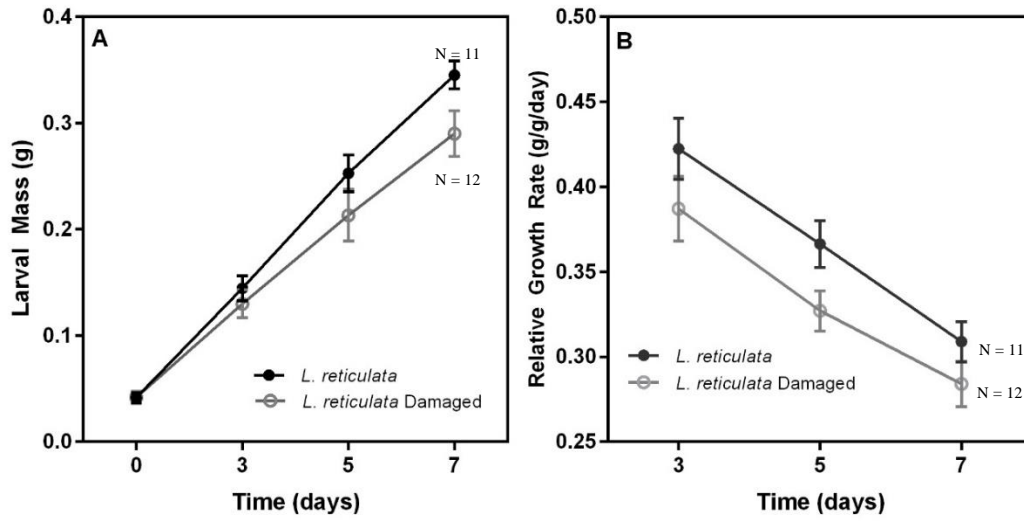 A
Larval Mass (g)
0.4
0.3
0.2
0.1
0.0
N = 11
N = 12
L. reticulata
L. reticulata Damaged
0 3 5 7
Time (days)
B
Relative Growth Rate (g/g/day)
0.50
0.45
0.40
0.35
0.30
0.25
N = 11
N = 12
L. reticulata
L. reticulata Damaged
3 5 7
Time (days)